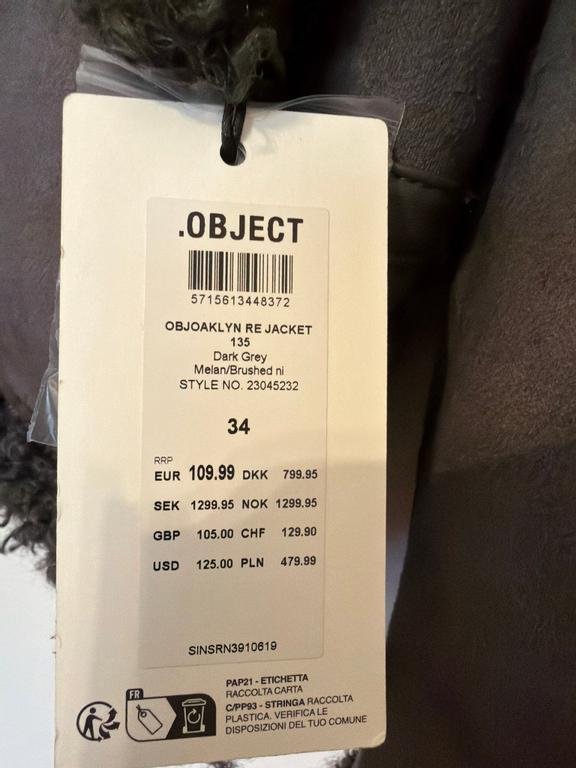 .OBJECT
5715613448372
OBJOAKLYN RE JACKET
135
Dark Grey
Melan/Brushed ni
STYLE NO. 23045232
34
RRP
EUR 109.99 DKK 799.95
SEK 1299.95 NOK 1299.95
GBP 105.00 CHF 129.90
USD 125.00 PLN 479.99
SINSRN3910619
PAP21 - ETICHETTA
RACCOLTA CARTA
C/PP93 - STRINGA RACCOLTA
PLASTICA. VERIFICA LE
DISPOSIZIONI DEL TUO COMUNE
FR